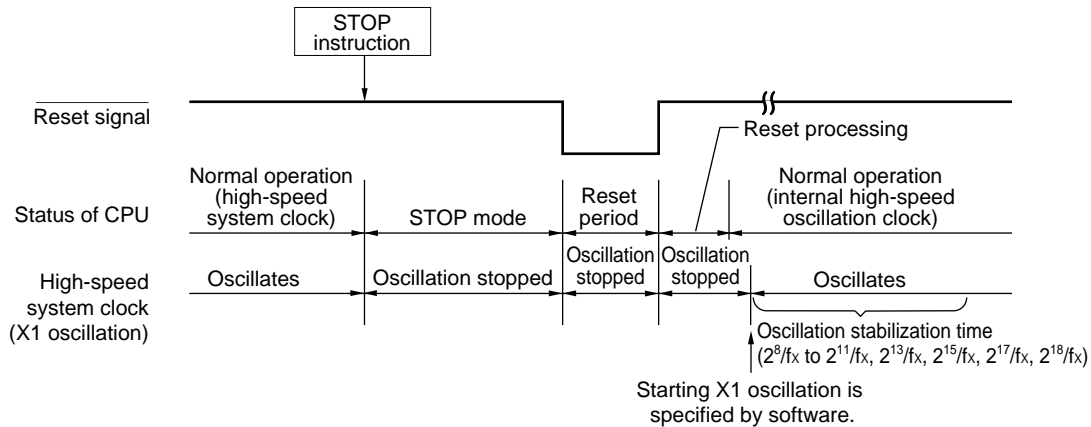 STOP
instruction
Reset signal
Reset processing
Status of CPU
Normal operation
(high-speed
system clock)
STOP mode
Reset
period
Normal operation
(internal high-speed
oscillation clock)
High-speed
system clock
(X1 oscillation)
Oscillates
Oscillation stopped
Oscillation
stopped
Oscillation
stopped
Oscillates
Oscillation stabilization time
(2⁸/fx to 2¹¹/fx, 2¹³/fx, 2¹⁵/fx, 2¹⁷/fx, 2¹⁸/fx)
Starting X1 oscillation is
specified by software.